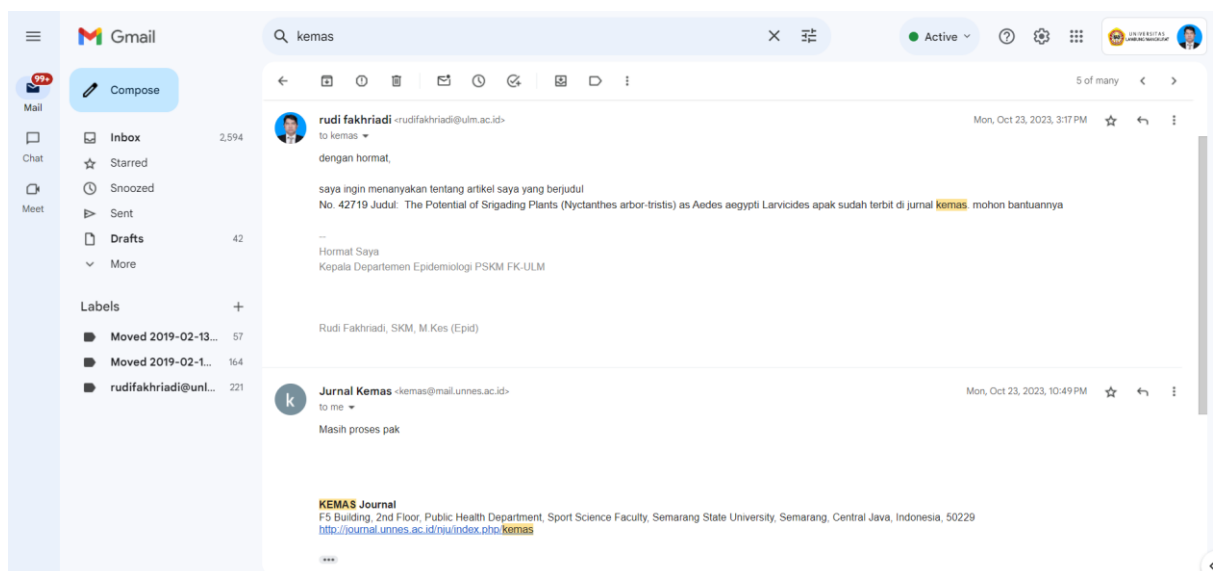 Gmail
kemas
Active
UNIVERSITAS
LAMBUNG MANGKURAT
99+
Mail
Chat
Meet
Compose
Inbox 2,594
Starred
Snoozed
Sent
Drafts 42
More
Labels
Moved 2019-02-13... 57
Moved 2019-02-1... 164
rudifakhriadi@unl... 221
5 of many
rudi fakhriadi <rudifakhriadi@ulm.ac.id> Mon, Oct 23, 2023, 3:17 PM
to kemas
dengan hormat,
saya ingin menanyakan tentang artikel saya yang berjudul
No. 42719 Judul: The Potential of Srigading Plants (Nyctanthes arbor-tristis) as Aedes aegypti Larvicides apak sudah terbit di jurnal kemas. mohon bantuannya
--
Hormat Saya
Kepala Departemen Epidemiologi PSKM FK-ULM
Rudi Fakhriadi, SKM, M.Kes (Epid)
k
Jurnal Kemas <kemas@mail.unnes.ac.id> Mon, Oct 23, 2023, 10:49 PM
to me
Masih proses pak
KEMAS Journal
F5 Building, 2nd Floor, Public Health Department, Sport Science Faculty, Semarang State University, Semarang, Central Java, Indonesia, 50229
http://journal.unnes.ac.id/nju/index.php/kemas